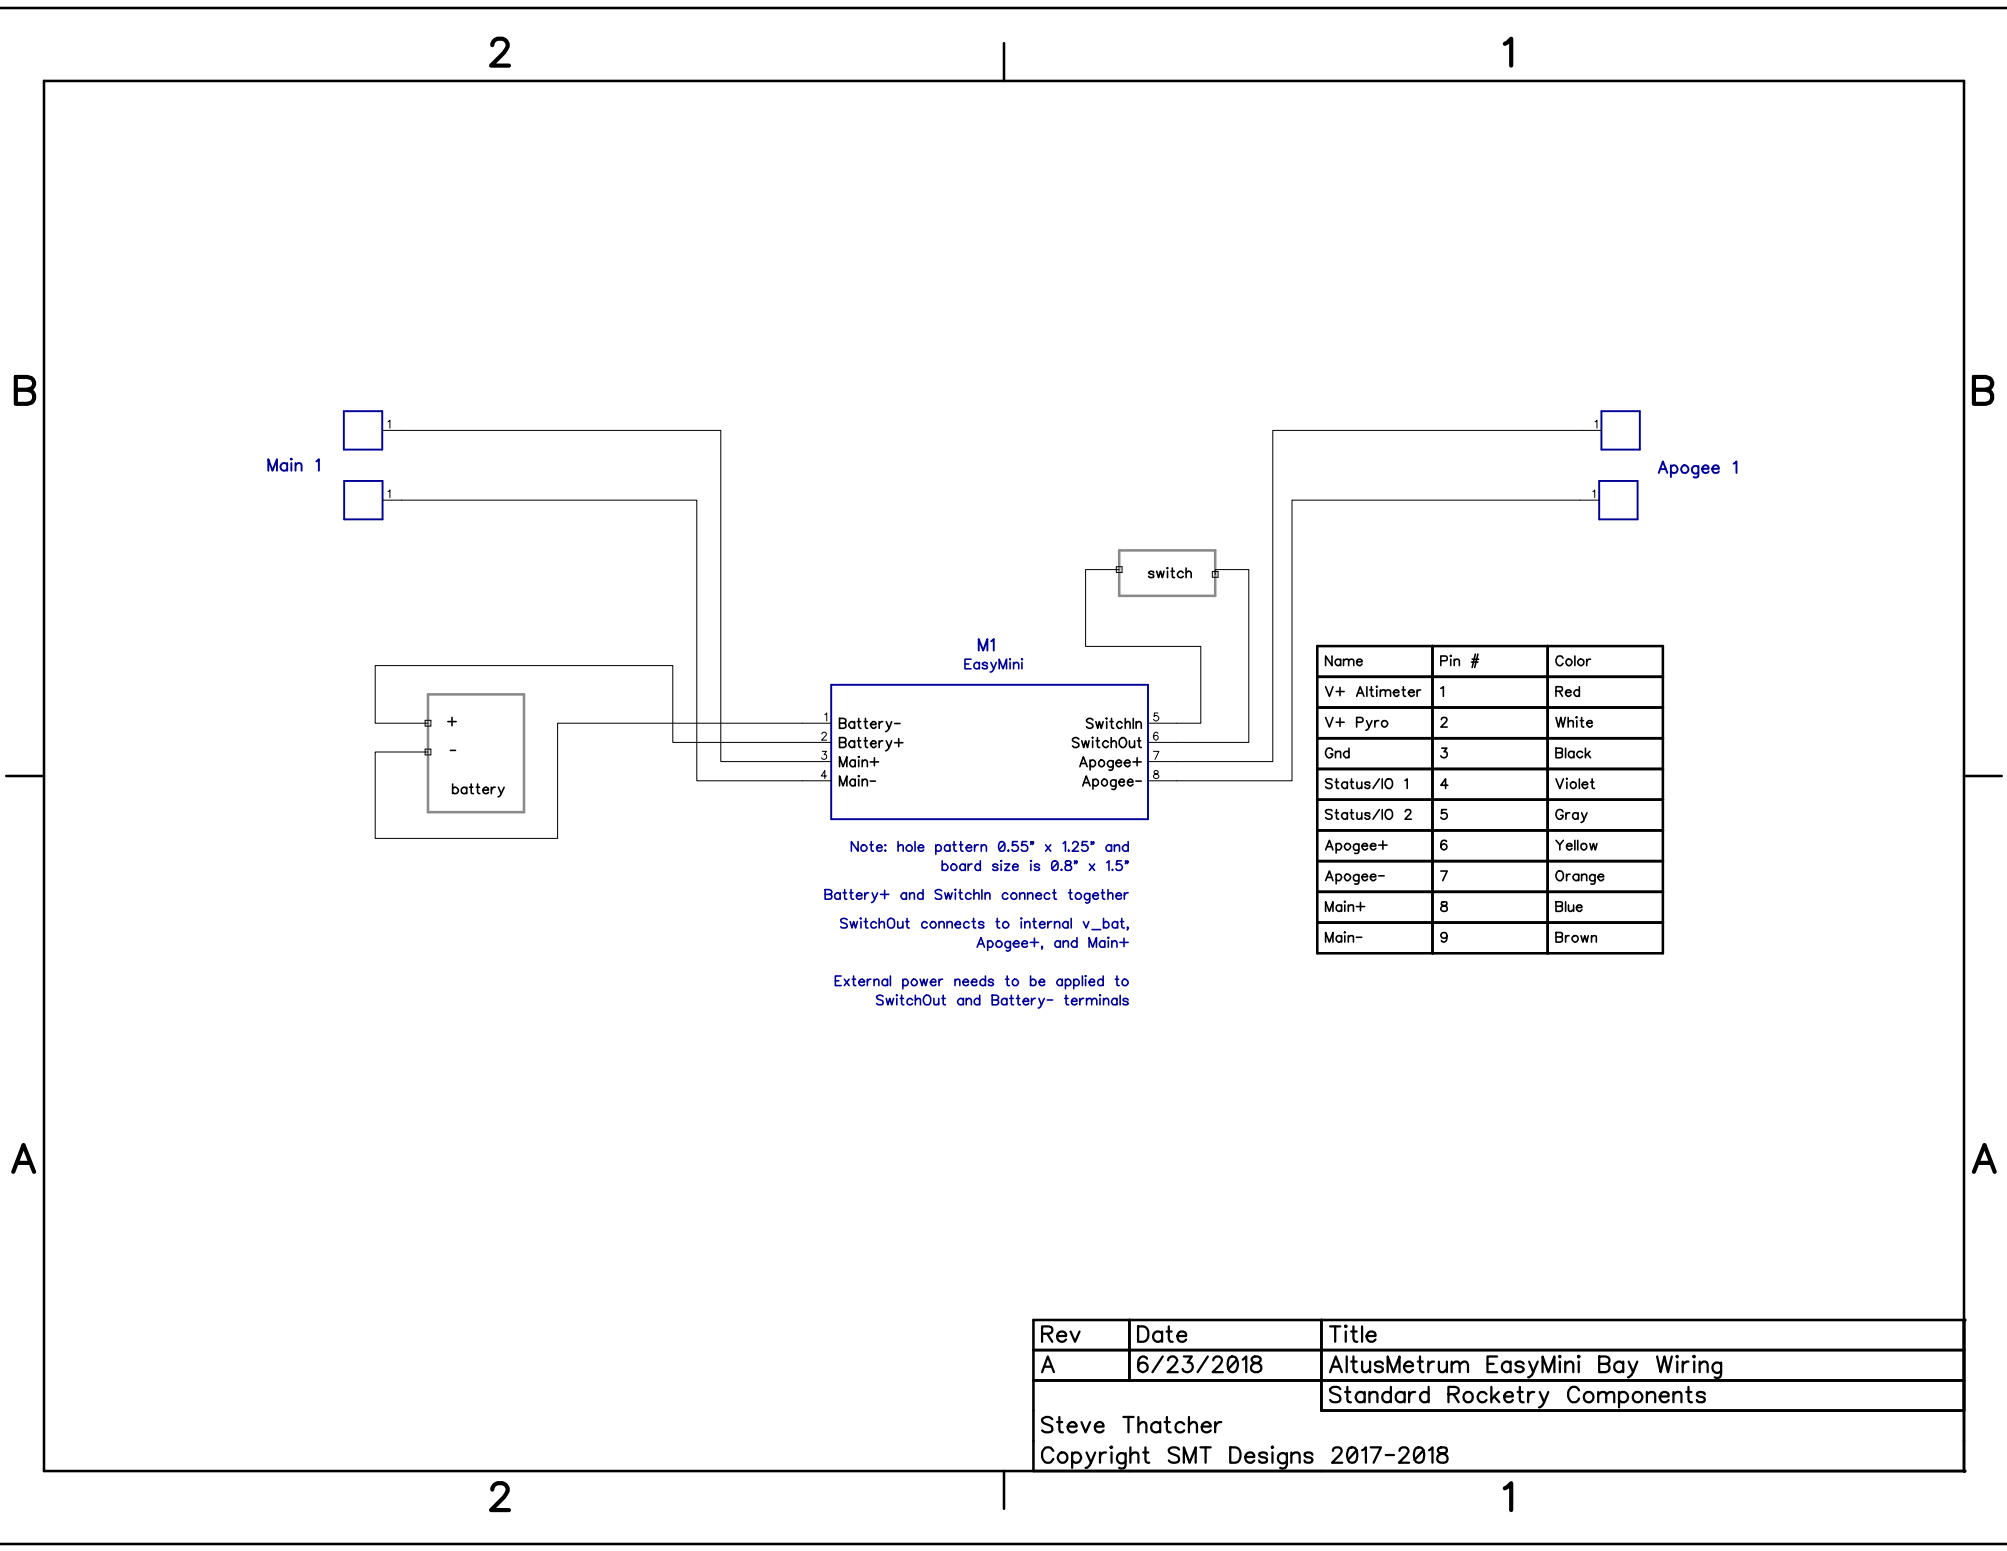 2 1
B B
1 1
Main 1 Apogee 1
1 1
switch
M1
EasyMini
+
-
battery
1 Battery- SwitchIn 5
2 Battery+ SwitchOut 6
3 Main+ Apogee+ 7
4 Main- Apogee- 8
Note: hole pattern 0.55" x 1.25" and
board size is 0.8" x 1.5"
Battery+ and SwitchIn connect together
SwitchOut connects to internal v_bat,
Apogee+, and Main+
External power needs to be applied to
SwitchOut and Battery- terminals
Name Pin # Color
V+ Altimeter 1 Red
V+ Pyro 2 White
Gnd 3 Black
Status/IO 1 4 Violet
Status/IO 2 5 Gray
Apogee+ 6 Yellow
Apogee- 7 Orange
Main+ 8 Blue
Main- 9 Brown
A A
Rev Date Title
A 6/23/2018 AltusMetrum EasyMini Bay Wiring
Standard Rocketry Components
Steve Thatcher
Copyright SMT Designs 2017-2018
2 1